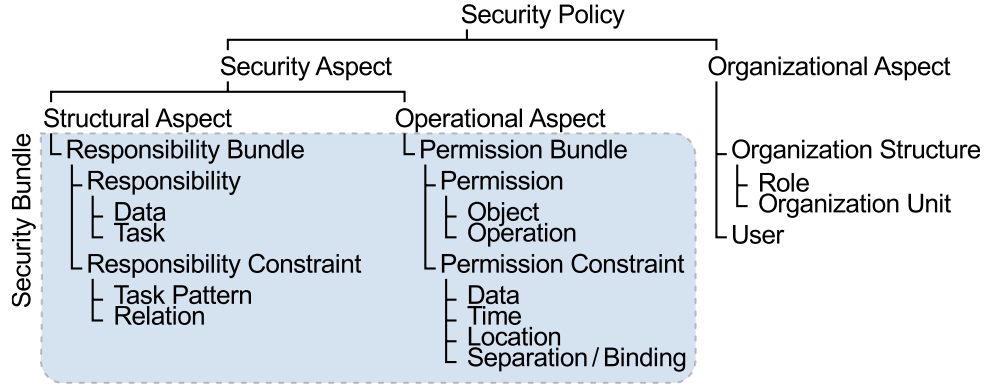 Security Policy
Security Aspect
Organizational Aspect
Structural Aspect
Operational Aspect
Security Bundle
Responsibility Bundle
Responsibility
Data
Task
Responsibility Constraint
Task Pattern
Relation
Permission Bundle
Permission
Object
Operation
Permission Constraint
Data
Time
Location
Separation / Binding
Organization Structure
Role
Organization Unit
User